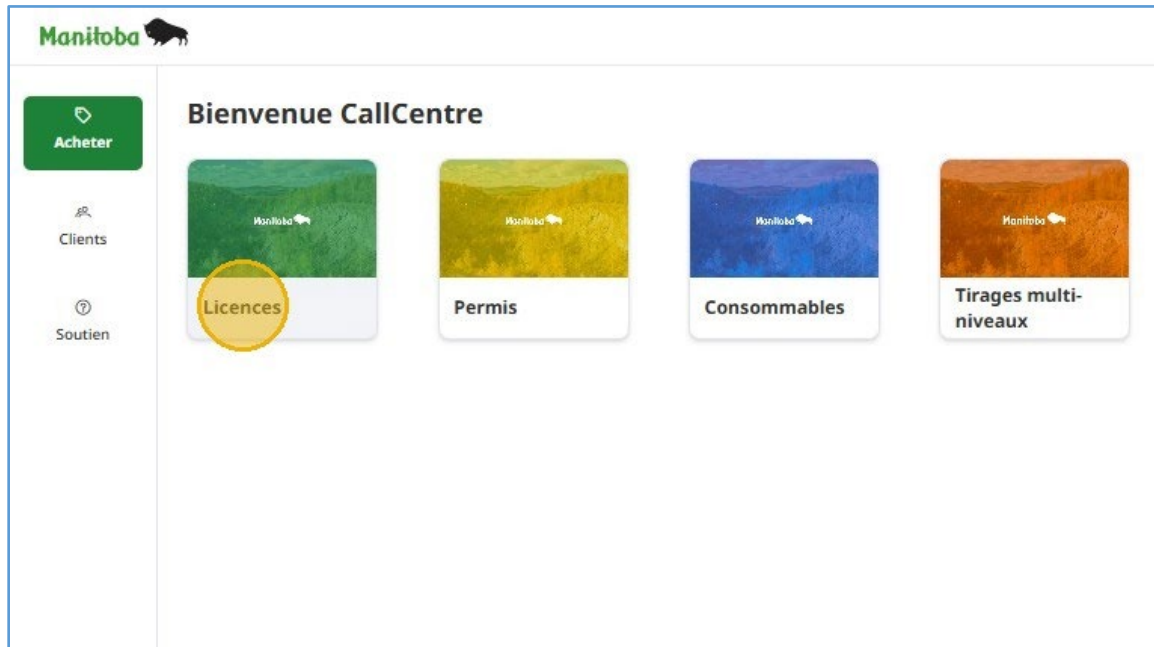 Manitoba
Acheter
Clients
Soutien
Bienvenue CallCentre
Manitoba
Licences
Manitoba
Permis
Manitoba
Consommables
Manitoba
Tirages multi-
niveaux